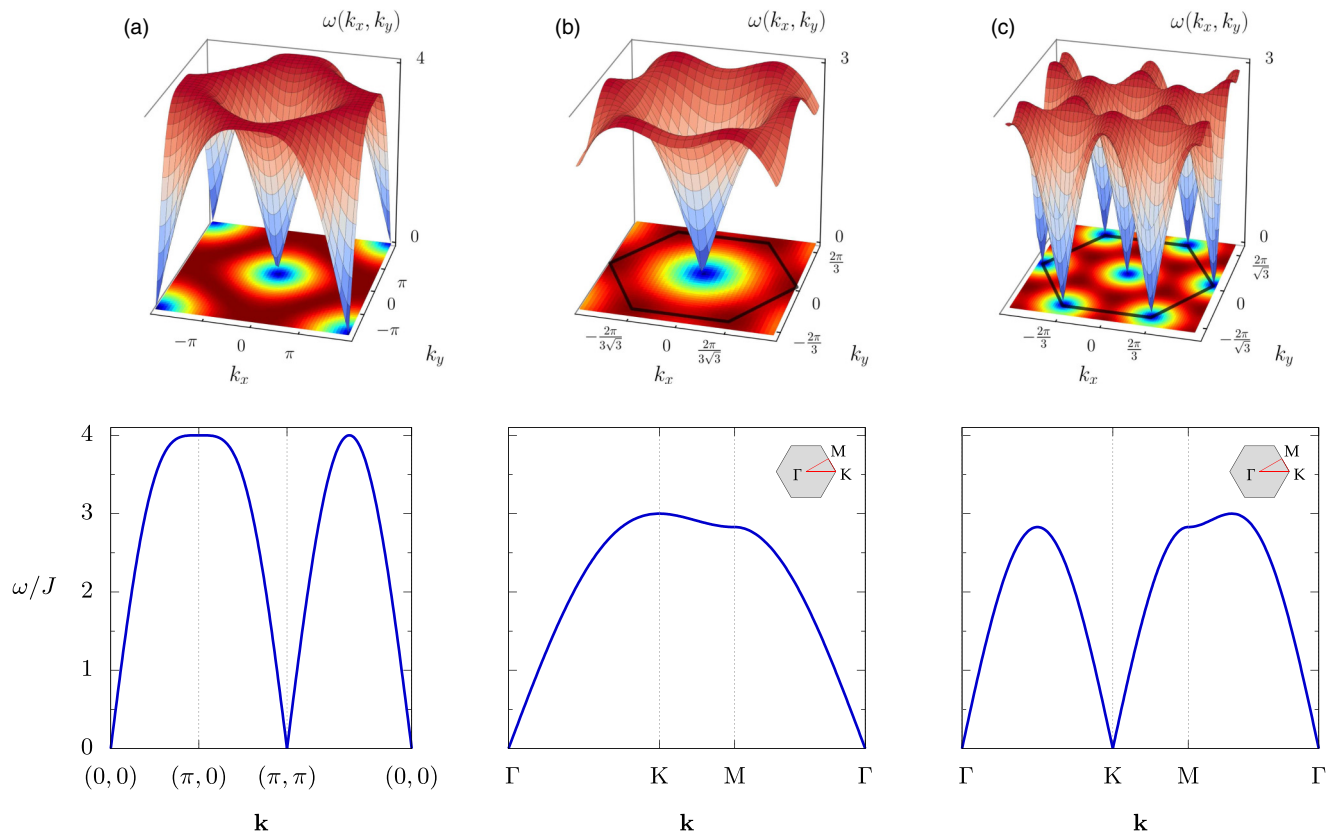 (a)
ω(kx, ky)
4
0
π
0
−π
−π
0
π
kx
ky
(b)
ω(kx, ky)
3
0
2π/3
0
−2π/3
−2π/(3√3)
0
2π/(3√3)
kx
ky
(c)
ω(kx, ky)
3
0
2π/√3
0
−2π/√3
−2π/3
0
2π/3
kx
ky
ω/J
4
3
2
1
0
(0, 0)
(π, 0)
(π, π)
(0, 0)
k
M
Γ
K
Γ
K
M
Γ
k
M
Γ
K
Γ
K
M
Γ
k